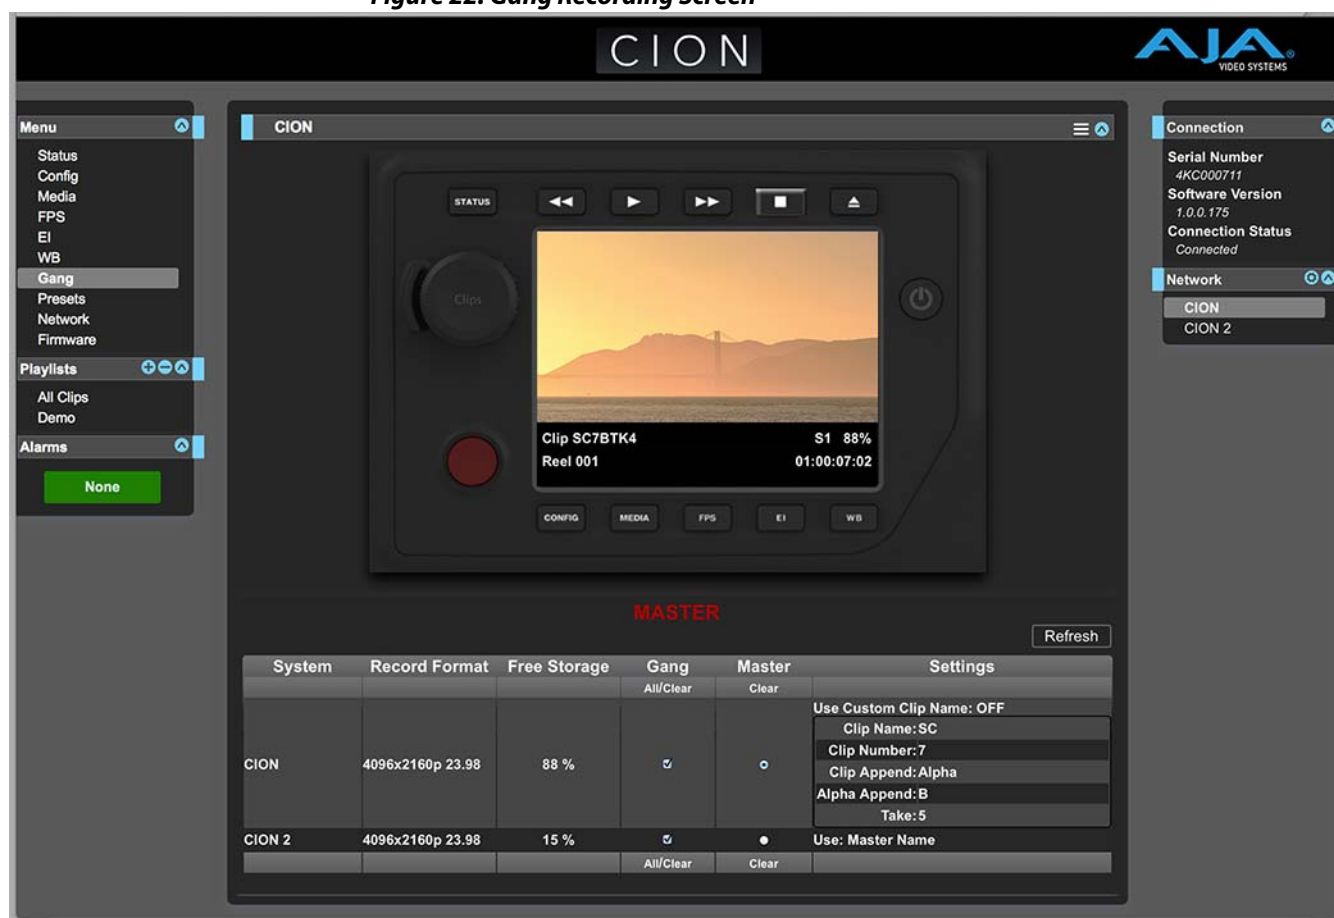 Figure 22. Gang Recording Screen
CION
AJA
VIDEO SYSTEMS
Menu
Status
Config
Media
FPS
EI
WB
Gang
Presets
Network
Firmware
Playlists
All Clips
Demo
Alarms
None
CION
STATUS
Clips
Clip SC7BTK4 S1 88%
Reel 001 01:00:07:02
CONFIG MEDIA FPS EI WB
MASTER
Refresh
System Record Format Free Storage Gang Master Settings
All/Clear Clear
Use Custom Clip Name: OFF
Clip Name: SC
Clip Number: 7
CION 4096x2160p 23.98 88 % Clip Append: Alpha
Alpha Append: B
Take: 5
CION 2 4096x2160p 23.98 15 % Use: Master Name
All/Clear Clear
Connection
Serial Number
4KC000711
Software Version
1.0.0.175
Connection Status
Connected
Network
CION
CION 2